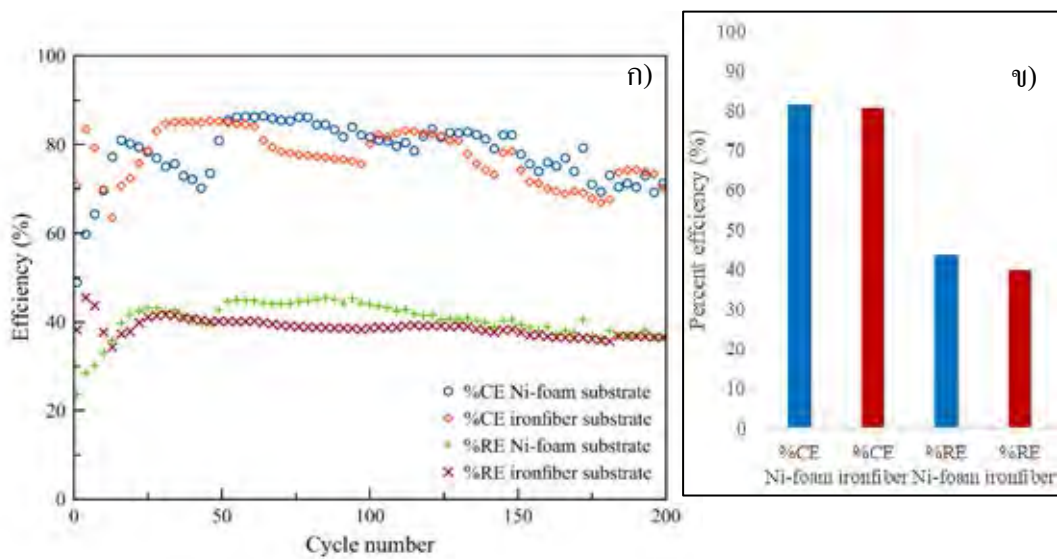 ก)
100
80
60
40
20
0
Effciency (%)
0
50
100
150
200
Cycle number
%CE Ni-foam substrate
%CE ironfiber substrate
%RE Ni-foam substrate
%RE ironfiber substrate
ข)
100
90
80
70
60
50
40
30
20
10
0
Percent effciency (%)
%CE %CE %RE %RE
Ni-foam ironfiber Ni-foam ironfiber